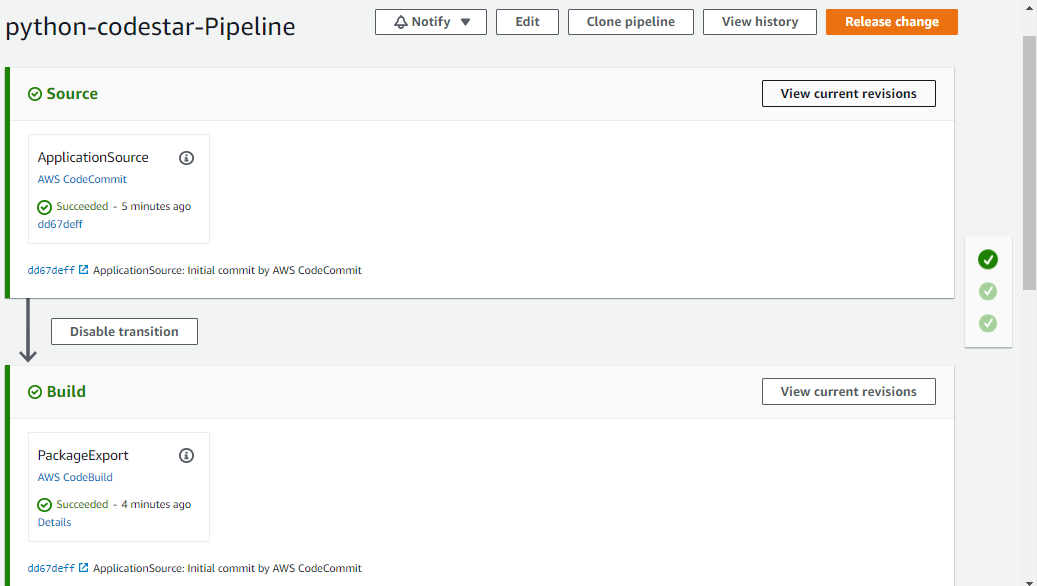 python-codestar-Pipeline
Notify Edit Clone pipeline View history Release change
Source View current revisions
ApplicationSource
AWS CodeCommit
Succeeded - 5 minutes ago
dd67deff
dd67deff ApplicationSource: Initial commit by AWS CodeCommit
Disable transition
Build View current revisions
PackageExport
AWS CodeBuild
Succeeded - 4 minutes ago
Details
dd67deff ApplicationSource: Initial commit by AWS CodeCommit